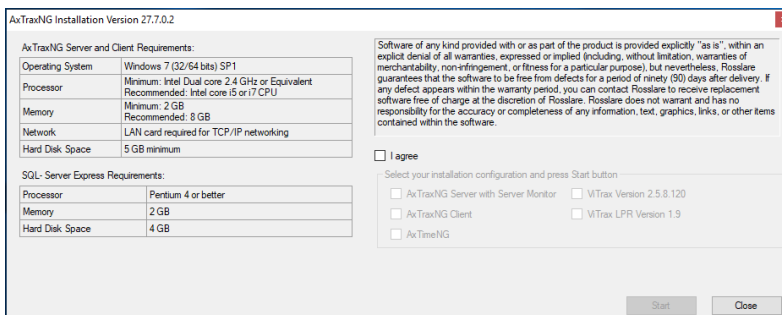 AxTraxNG Installation Version 27.7.0.2
AxTraxNG Server and Client Requirements:
Operating System Windows 7 (32/64 bits) SP1
Processor Minimum: Intel Dual core 2.4 GHz or Equivalent
Recommended: Intel core i5 or i7 CPU
Memory Minimum: 2 GB
Recommended: 8 GB
Network LAN card required for TCP/IP networking
Hard Disk Space 5 GB minimum
SQL- Server Express Requirements:
Processor Pentium 4 or better
Memory 2 GB
Hard Disk Space 4 GB
Software of any kind provided with or as part of the product is provided explicitly "as is", within an
explicit denial of all warranties, expressed or implied (including, without limitation, warranties of
merchantability, non-infringement, or fitness for a particular purpose), but nevertheless, Rosslare
guarantees that the software to be free from defects for a period of ninety (90) days after delivery. If
any defect appears within the warranty period, you can contact Rosslare to receive replacement
software free of charge at the discretion of Rosslare. Rosslare does not warrant and has no
responsibility for the accuracy or completeness of any information, text, graphics, links, or other items
contained within the software.
I agree
Select your installation configuration and press Start button
AxTraxNG Server with Server Monitor ViTrax Version 2.5.8.120
AxTraxNG Client ViTrax LPR Version 1.9
AxTimeNG
Start Close